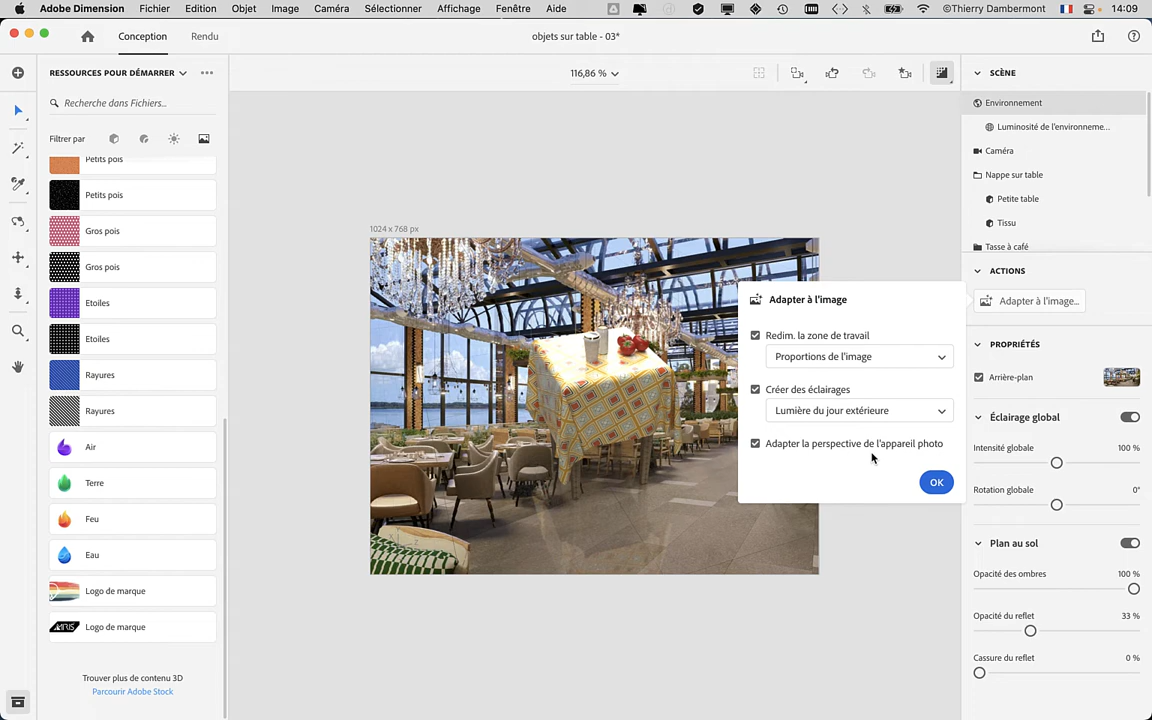 Adobe Dimension Fichier Edition Objet Image Caméra Sélectionner Affichage Fenêtre Aide ©Thierry Dambermont 14:09
Conception Rendu objets sur table - 03*
RESSOURCES POUR DÉMARRER
Recherche dans Fichiers...
Filtrer par
Petits pois
Petits pois
Gros pois
Gros pois
Etoiles
Etoiles
Rayures
Rayures
Air
Terre
Feu
Eau
Logo de marque
Logo de marque
Trouver plus de contenu 3D
Parcourir Adobe Stock
116,86 %
1024 x 768 px
Adapter à l'image
Redim. la zone de travail
Proportions de l'image
Créer des éclairages
Lumière du jour extérieure
Adapter la perspective de l'appareil photo
OK
SCÈNE
Environnement
Luminosité de l'environneme...
Caméra
Nappe sur table
Petite table
Tissu
Tasse à café
ACTIONS
Adapter à l'image...
PROPRIÉTÉS
Arrière-plan
Éclairage global
Intensité globale 100 %
Rotation globale 0°
Plan au sol
Opacité des ombres 100 %
Opacité du reflet 33 %
Cassure du reflet 0 %